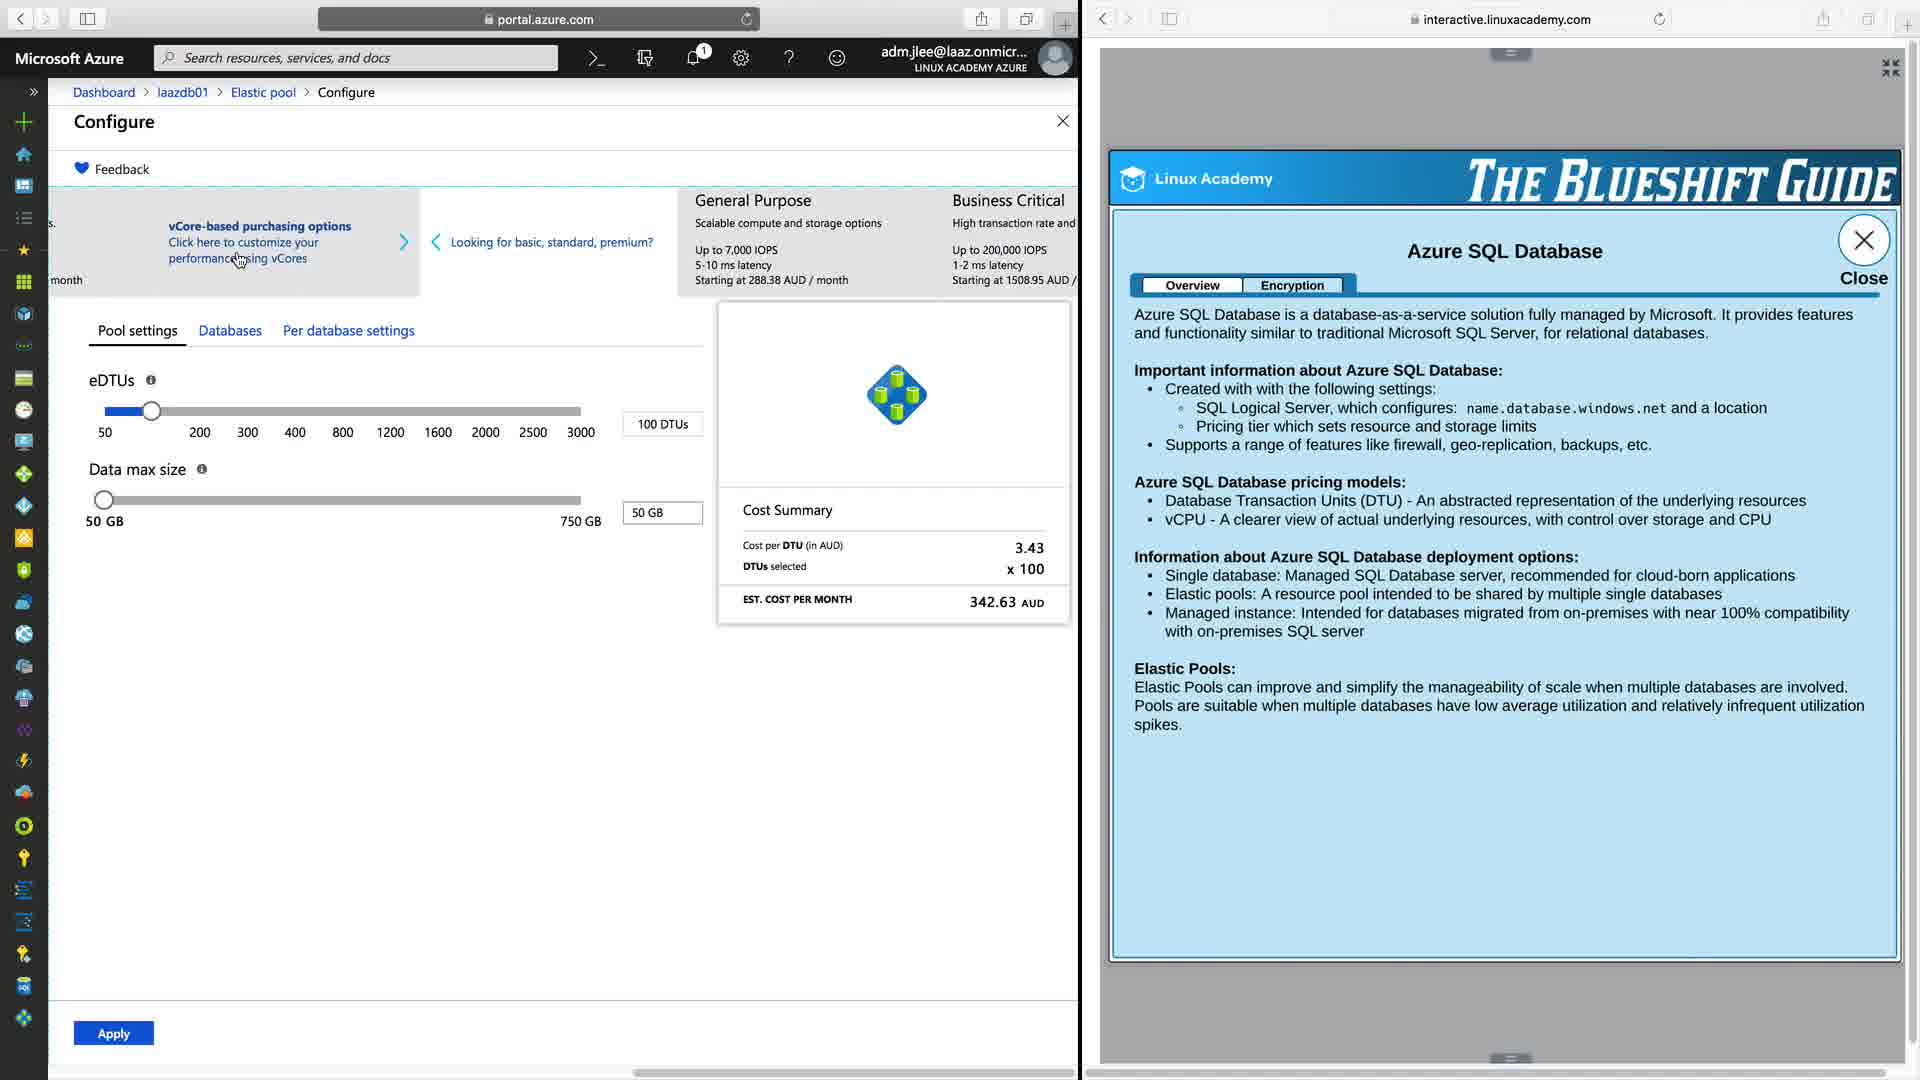 portal.azure.com
Microsoft Azure
Search resources, services, and docs
1
adm.jlee@laaz.onmicr...
LINUX ACADEMY AZURE
Dashboard > laazdb01 > Elastic pool > Configure
Configure
Feedback
s.
month
vCore-based purchasing options
Click here to customize your
performance using vCores
Looking for basic, standard, premium?
General Purpose
Scalable compute and storage options
Up to 7,000 IOPS
5-10 ms latency
Starting at 288.38 AUD / month
Business Critical
High transaction rate and
Up to 200,000 IOPS
1-2 ms latency
Starting at 1508.95 AUD /
Pool settings Databases Per database settings
eDTUs
50 200 300 400 800 1200 1600 2000 2500 3000
100 DTUs
Data max size
50 GB 750 GB
50 GB
Cost Summary
Cost per DTU (in AUD) 3.43
DTUs selected x 100
EST. COST PER MONTH 342.63 AUD
Apply
interactive.linuxacademy.com
Linux Academy
THE BLUESHIFT GUIDE
Azure SQL Database
Close
Overview Encryption
Azure SQL Database is a database-as-a-service solution fully managed by Microsoft. It provides features
and functionality similar to traditional Microsoft SQL Server, for relational databases.
Important information about Azure SQL Database:
• Created with with the following settings:
◦ SQL Logical Server, which configures: name.database.windows.net and a location
◦ Pricing tier which sets resource and storage limits
• Supports a range of features like firewall, geo-replication, backups, etc.
Azure SQL Database pricing models:
• Database Transaction Units (DTU) - An abstracted representation of the underlying resources
• vCPU - A clearer view of actual underlying resources, with control over storage and CPU
Information about Azure SQL Database deployment options:
• Single database: Managed SQL Database server, recommended for cloud-born applications
• Elastic pools: A resource pool intended to be shared by multiple single databases
• Managed instance: Intended for databases migrated from on-premises with near 100% compatibility
with on-premises SQL server
Elastic Pools:
Elastic Pools can improve and simplify the manageability of scale when multiple databases are involved.
Pools are suitable when multiple databases have low average utilization and relatively infrequent utilization
spikes.